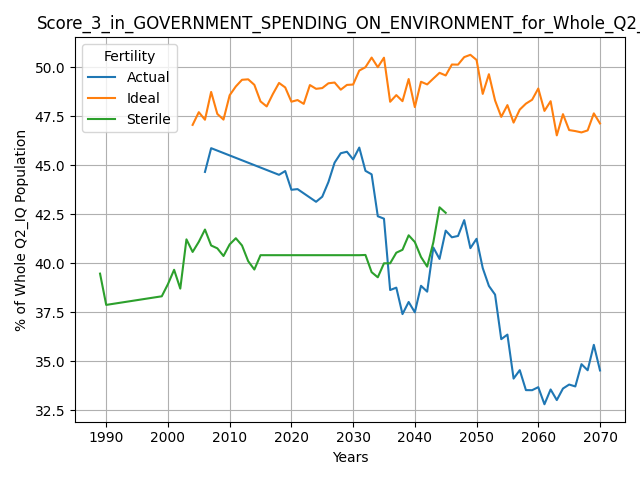 Score_3_in_GOVERNMENT_SPENDING_ON_ENVIRONMENT_for_Whole_Q2_
Fertility
Actual
Ideal
Sterile
% of Whole Q2_IQ Population
50.0
47.5
45.0
42.5
40.0
37.5
35.0
32.5
1990 2000 2010 2020 2030 2040 2050 2060 2070
Years